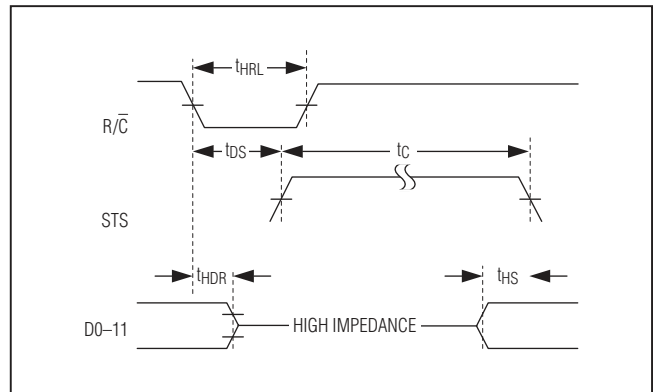 tHRL
R/C̅
tDS
tC
STS
tHDR
tHS
D0–11
HIGH IMPEDANCE